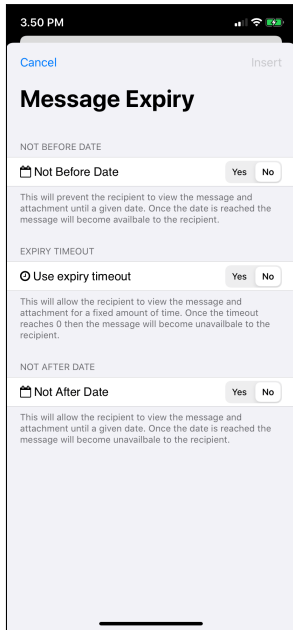 3.50 PM
Cancel Insert
Message Expiry
NOT BEFORE DATE
Not Before Date Yes No
This will prevent the recipient to view the message and
attachment until a given date. Once the date is reached the
message will become availbale to the recipient.
EXPIRY TIMEOUT
Use expiry timeout Yes No
This will allow the recipient to view the message and
attachment for a fixed amount of time. Once the timeout
reaches 0 then the message will become unavailbale to the
recipient.
NOT AFTER DATE
Not After Date Yes No
This will allow the recipient to view the message and
attachment until a given date. Once the date is reached the
message will become unavailbale to the recipient.